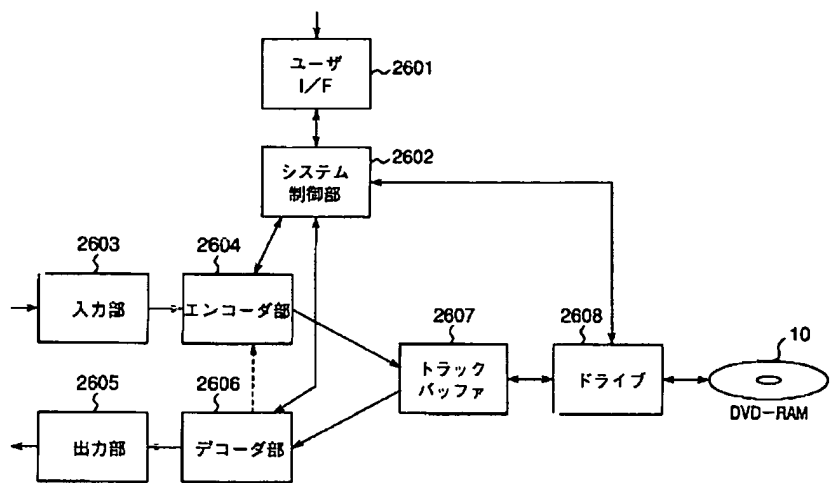 ユーザ
I/F
2601
システム
制御部
2602
2603
入力部
2604
エンコーダ部
2605
出力部
2606
デコーダ部
2607
トラック
バッファ
2608
ドライブ
10
DVD-RAM